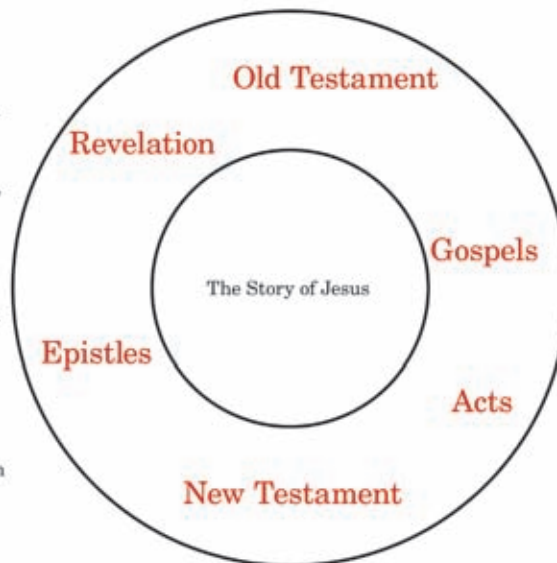 Old Testament
Revelation
Gospels
The Story of Jesus
Epistles
Acts
New Testament